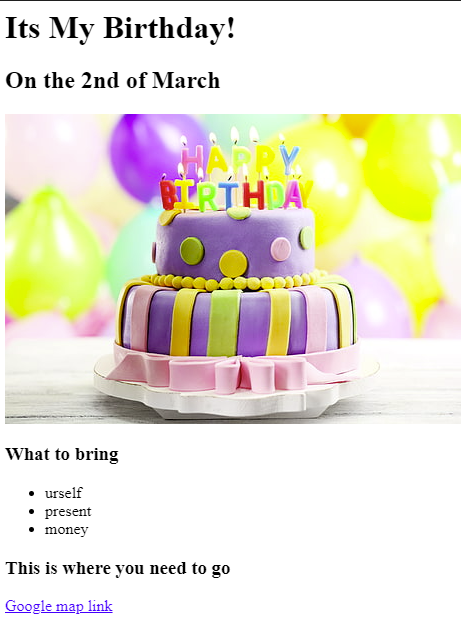 Its My Birthday!
On the 2nd of March
HAPPY
BIRTHDAY
What to bring
urself
present
money
This is where you need to go
Google map link